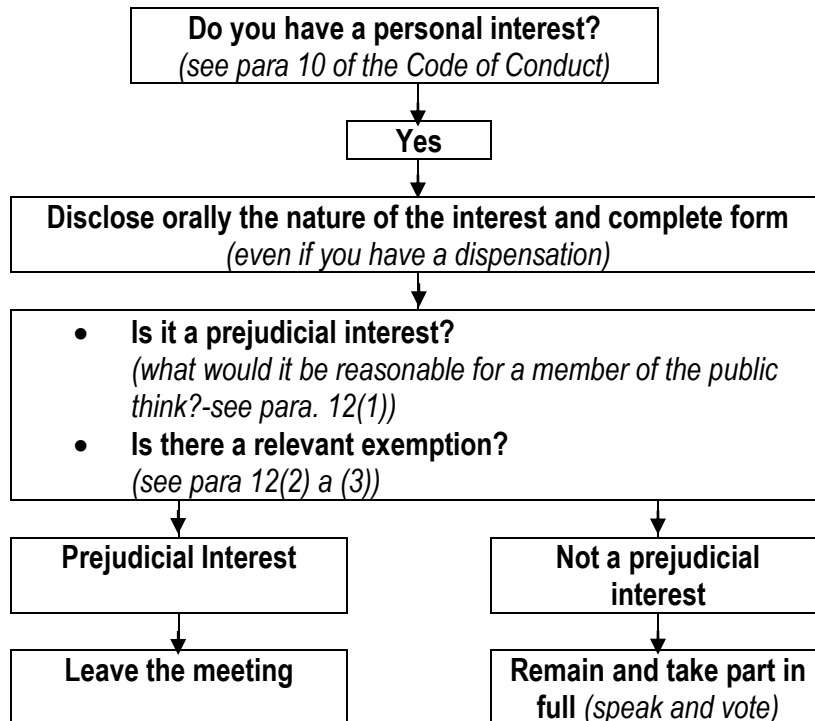 Do you have a personal interest?
(see para 10 of the Code of Conduct)
Yes
Disclose orally the nature of the interest and complete form
(even if you have a dispensation)
• Is it a prejudicial interest?
(what would it be reasonable for a member of the public
think?-see para. 12(1))
• Is there a relevant exemption?
(see para 12(2) a (3))
Prejudicial Interest
Not a prejudicial
interest
Leave the meeting
Remain and take part in
full (speak and vote)